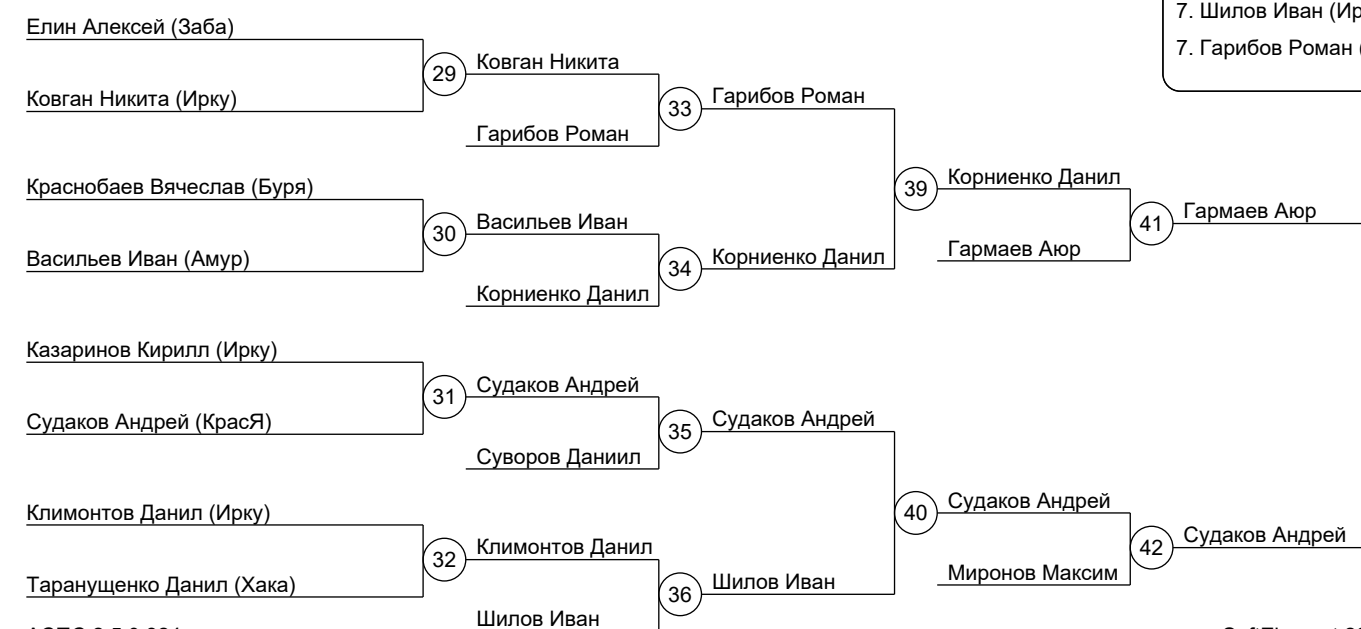 7. Шилов Иван (Ир
7. Гарибов Роман (
Елин Алексей (Заба)
Ковган Никита (Ирку)
29
Ковган Никита
Гарибов Роман
33
Гарибов Роман
Краснобаев Вячеслав (Буря)
Васильев Иван (Амур)
30
Васильев Иван
Корниенко Данил
34
Корниенко Данил
39
Корниенко Данил
Гармаев Аюр
41
Гармаев Аюр
Казаринов Кирилл (Ирку)
Судаков Андрей (КрасЯ)
31
Судаков Андрей
Суворов Даниил
35
Судаков Андрей
Климонтов Данил (Ирку)
Таранущенко Данил (Хака)
32
Климонтов Данил
Шилов Иван
36
Шилов Иван
40
Судаков Андрей
Миронов Максим
42
Судаков Андрей